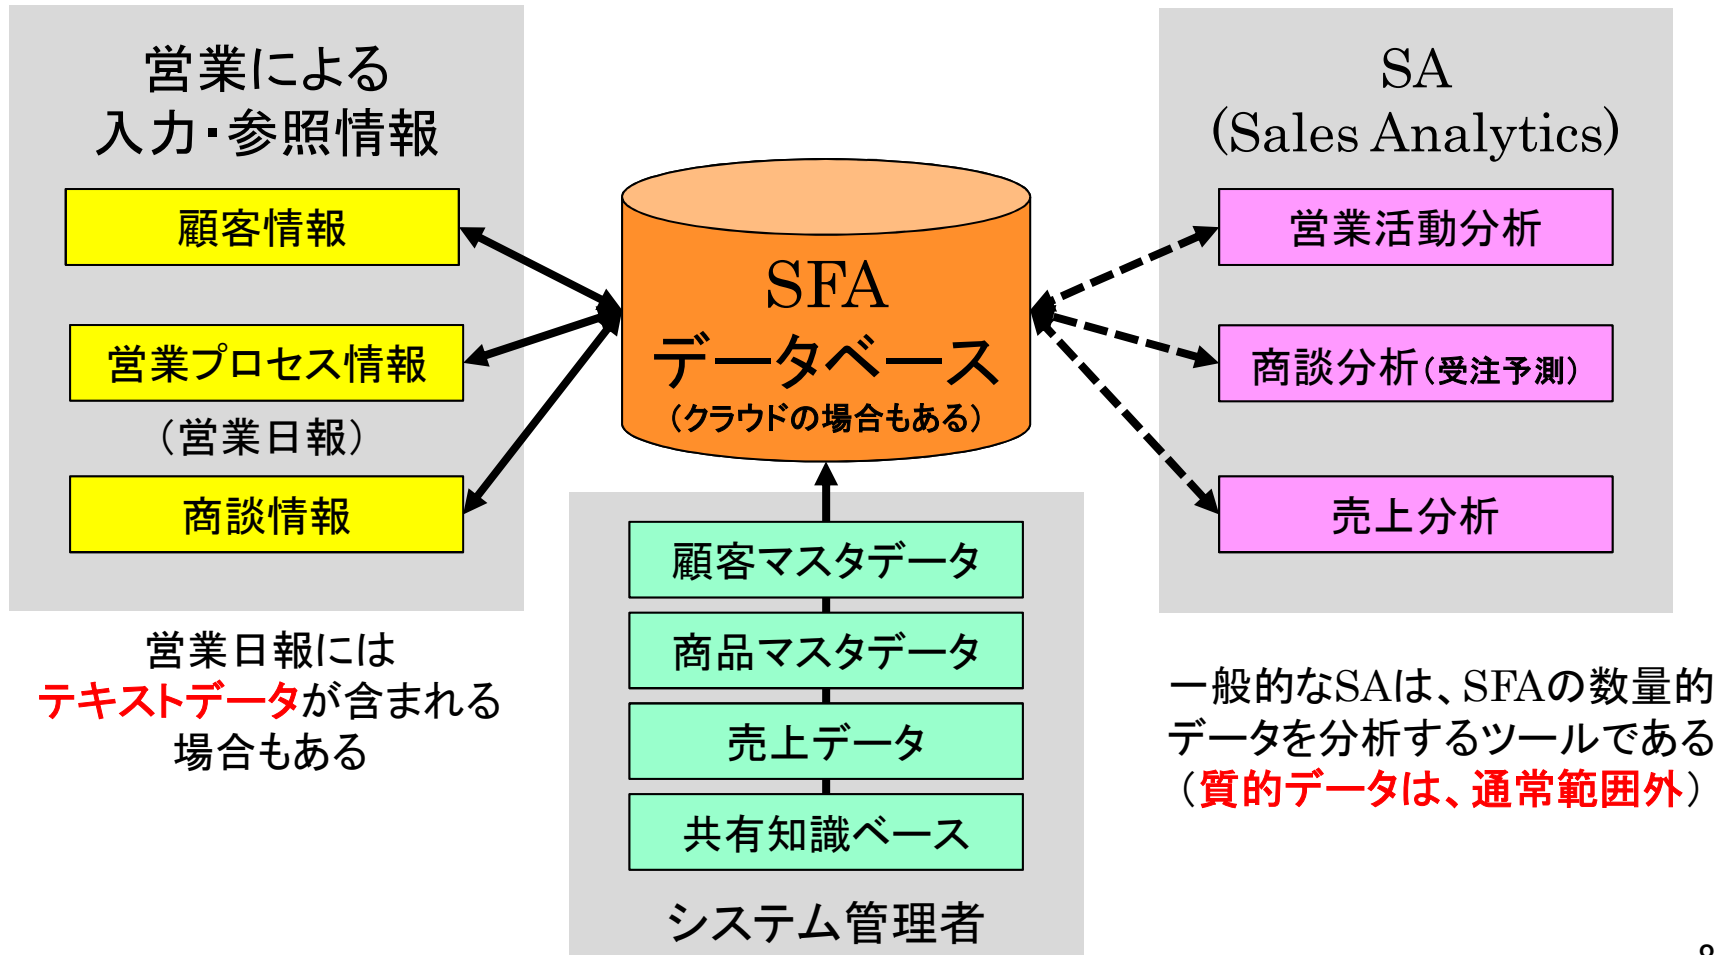 営業による
入力・参照情報
顧客情報
営業プロセス情報
（営業日報）
商談情報
営業日報には
テキストデータが含まれる
場合もある
SFA
データベース
（クラウドの場合もある）
顧客マスタデータ
商品マスタデータ
売上データ
共有知識ベース
システム管理者
SA
(Sales Analytics)
営業活動分析
商談分析（受注予測）
売上分析
一般的なSAは、SFAの数量的
データを分析するツールである
（質的データは、通常範囲外）